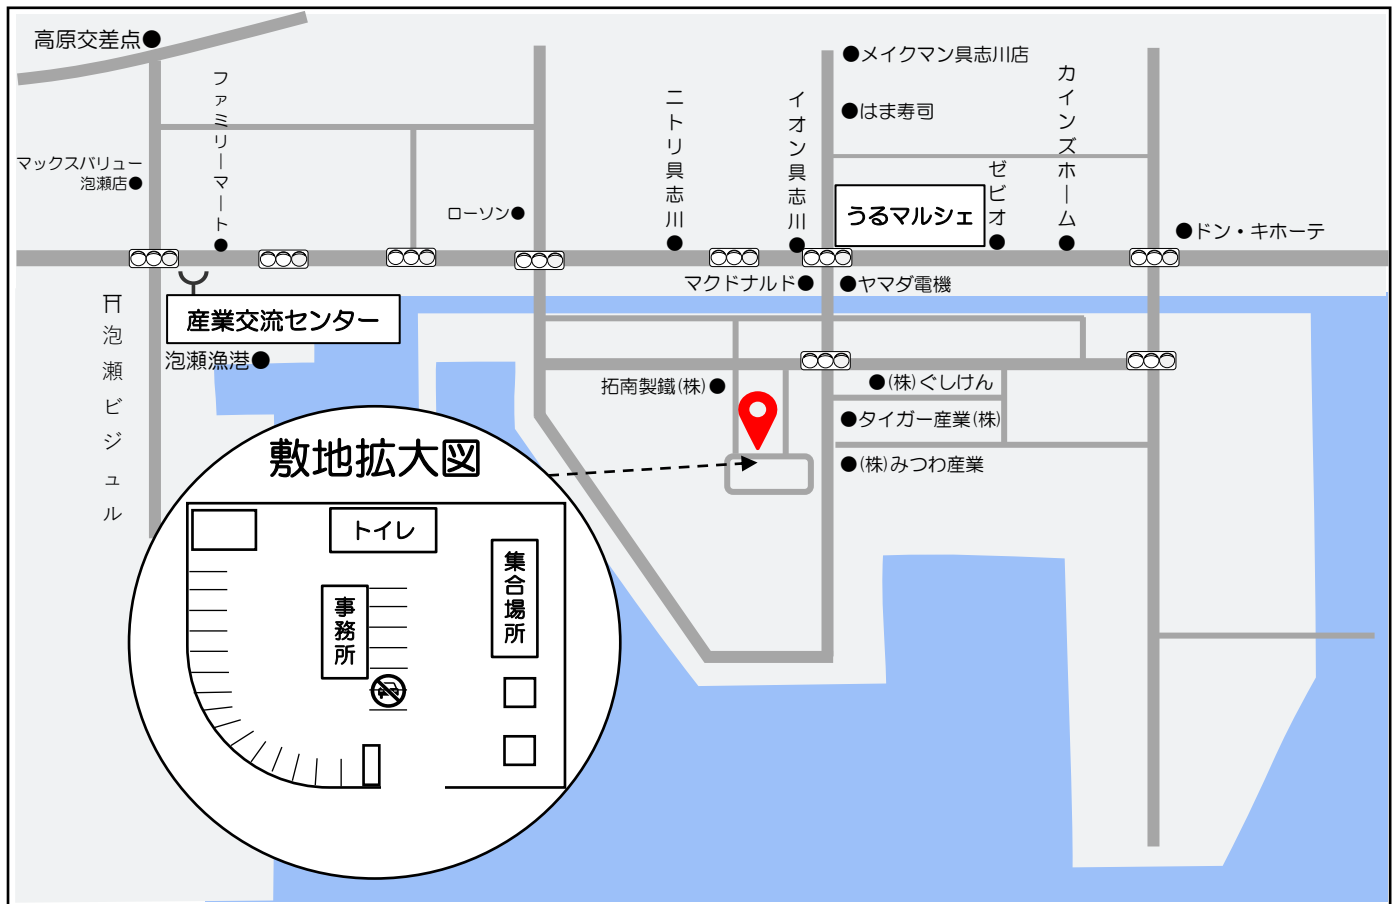 高原交差点
メイクマン具志川店
カインズホーム
ファミリーマート
ニトリ具志川
イオン具志川
はま寿司
マックスバリュー
泡瀬店
ゼビオ
ローソン
うるマルシェ
ドン・キホーテ
マクドナルド
ヤマダ電機
泡瀬ビジュル
産業交流センター
泡瀬漁港
拓南製鐵(株)
(株)ぐしけん
タイガー産業(株)
(株)みつわ産業
敷地拡大図
トイレ
集合場所
事務所